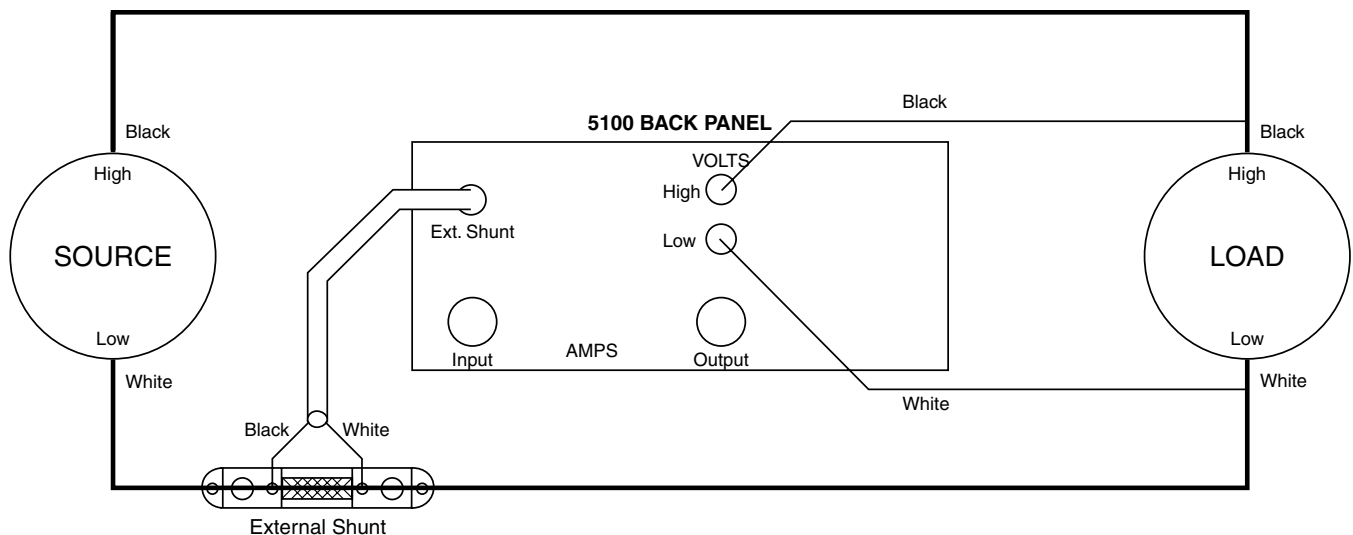 Black
5100 BACK PANEL
Black
Black
High
VOLTS
High
High
SOURCE
Ext. Shunt
Low
LOAD
Low
Input
AMPS
Output
Low
White
White
White
Black
White
External Shunt